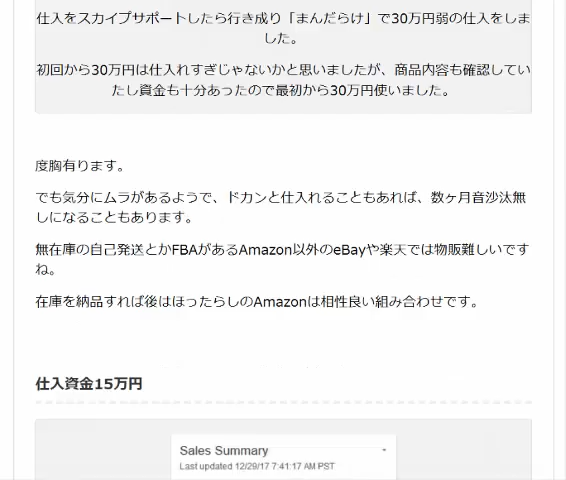 仕入をスカイプサポートしたら行き成り「まんだらけ」で30万円弱の仕入をしま
した。
初回から30万円は仕入れすぎじゃないかと思いましたが、商品内容も確認してい
たし資金も十分あったので最初から30万円使いました。
度胸有ります。
でも気分にムラがあるようで、ドカンと仕入れることもあれば、数ヶ月音沙汰無
しになることもあります。
無在庫の自己発送とかFBAがあるAmazon以外のeBayや楽天では物販難しいです
ね。
在庫を納品すれば後はほったらしのAmazonは相性良い組み合わせです。
仕入資金15万円
Sales Summary
Last updated 12/29/17 7:41:17 AM PST